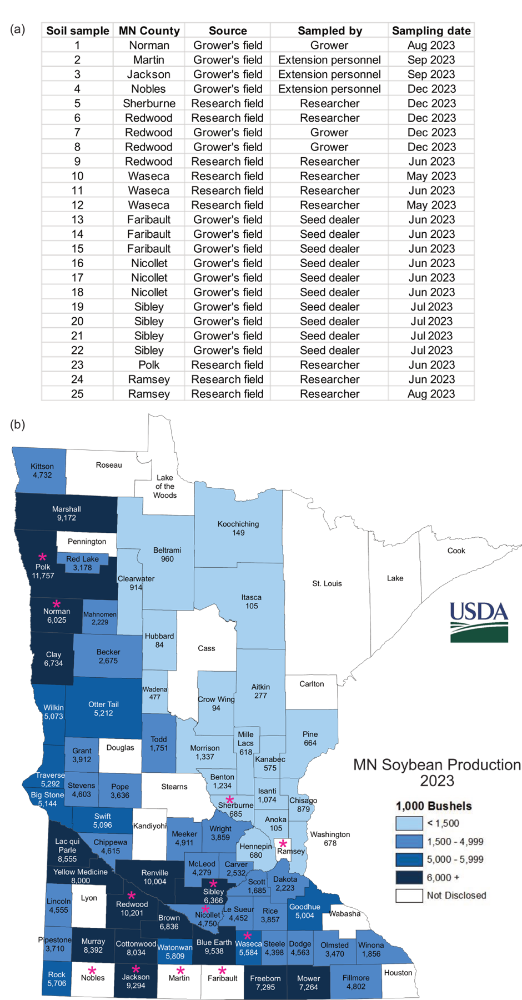 (a)
Soil sample MN County Source Sampled by Sampling date
1 Norman Grower's field Grower Aug 2023
2 Martin Grower's field Extension personnel Sep 2023
3 Jackson Grower's field Extension personnel Sep 2023
4 Nobles Grower's field Extension personnel Dec 2023
5 Sherburne Research field Researcher Dec 2023
6 Redwood Research field Researcher Dec 2023
7 Redwood Grower's field Grower Dec 2023
8 Redwood Grower's field Grower Dec 2023
9 Redwood Research field Researcher Jun 2023
10 Waseca Research field Researcher May 2023
11 Waseca Research field Researcher Jun 2023
12 Waseca Research field Researcher May 2023
13 Faribault Grower's field Seed dealer Jun 2023
14 Faribault Grower's field Seed dealer Jun 2023
15 Faribault Grower's field Seed dealer Jun 2023
16 Nicollet Grower's field Seed dealer Jun 2023
17 Nicollet Grower's field Seed dealer Jun 2023
18 Nicollet Grower's field Seed dealer Jun 2023
19 Sibley Grower's field Seed dealer Jul 2023
20 Sibley Grower's field Seed dealer Jul 2023
21 Sibley Grower's field Seed dealer Jul 2023
22 Sibley Grower's field Seed dealer Jul 2023
23 Polk Research field Researcher Jun 2023
24 Ramsey Research field Researcher Jun 2023
25 Ramsey Research field Researcher Aug 2023
(b)
Kittson
4,732
Roseau
Lake
of the
Woods
Marshall
9,172
Koochiching
149
Pennington
Beltrami
960
Red Lake
3,178
*
Polk
11,757
Clearwater
914
Cook
Lake
St. Louis
Itasca
105
*
Norman
6,025
Mahnomen
2,229
USDA
Hubbard
84
Cass
Clay
6,734
Becker
2,675
Wadena
477
Crow Wing
94
Aitkin
277
Carlton
Wilkin
5,073
Otter Tail
5,212
Todd
1,751
Mille
Lacs
618
Pine
664
Grant
3,912
Douglas
Morrison
1,337
Kanabec
575
MN Soybean Production
2023
Traverse
5,292
Stevens
4,603
Pope
3,636
Stearns
Benton
1,234
Isanti
1,074
Big Stone
5,144
*
Sherburne
685
Chisago
879
1,000 Bushels
< 1,500
1,500 - 4,999
5,000 - 5,999
6,000 +
Not Disclosed
Swift
5,096
Kandiyohi
Anoka
105
Meeker
4,911
Wright
3,859
Washington
678
Lac qui
Parle
8,555
Chippewa
4,615
Hennepin
680
*
Ramsey
Yellow Medicine
8,000
Renville
10,004
McLeod
4,279
Carver
2,532
Scott
1,685
Dakota
2,223
*
Sibley
6,366
Lincoln
4,555
Lyon
*
Redwood
10,201
*
Nicollet
4,750
Le Sueur
4,452
Rice
3,857
Goodhue
5,004
Wabasha
Brown
6,836
Pipestone
3,710
Murray
8,392
Cottonwood
8,034
Watonwan
5,809
Blue Earth
9,538
*
Waseca
5,584
Steele
4,398
Dodge
4,563
Olmsted
3,470
Winona
1,856
Rock
5,706
*
Nobles
*
Jackson
9,294
*
Martin
*
Faribault
Freeborn
7,295
Mower
7,264
Fillmore
4,802
Houston